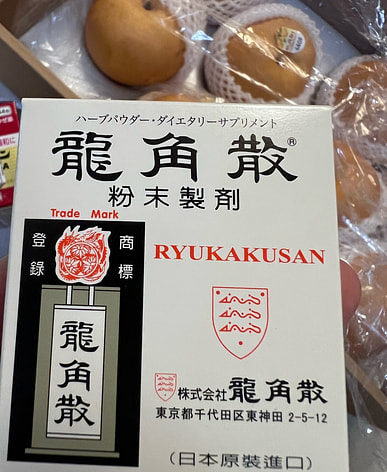 ハーブパウダー・ダイエタリーサプリメント
龍角散®
粉末製剤
Trade Mark
登録
商標
RYUKAKUSAN
龍角散
株式会社龍角散
東京都千代田区東神田 2-5-12
(日本原裝進口)